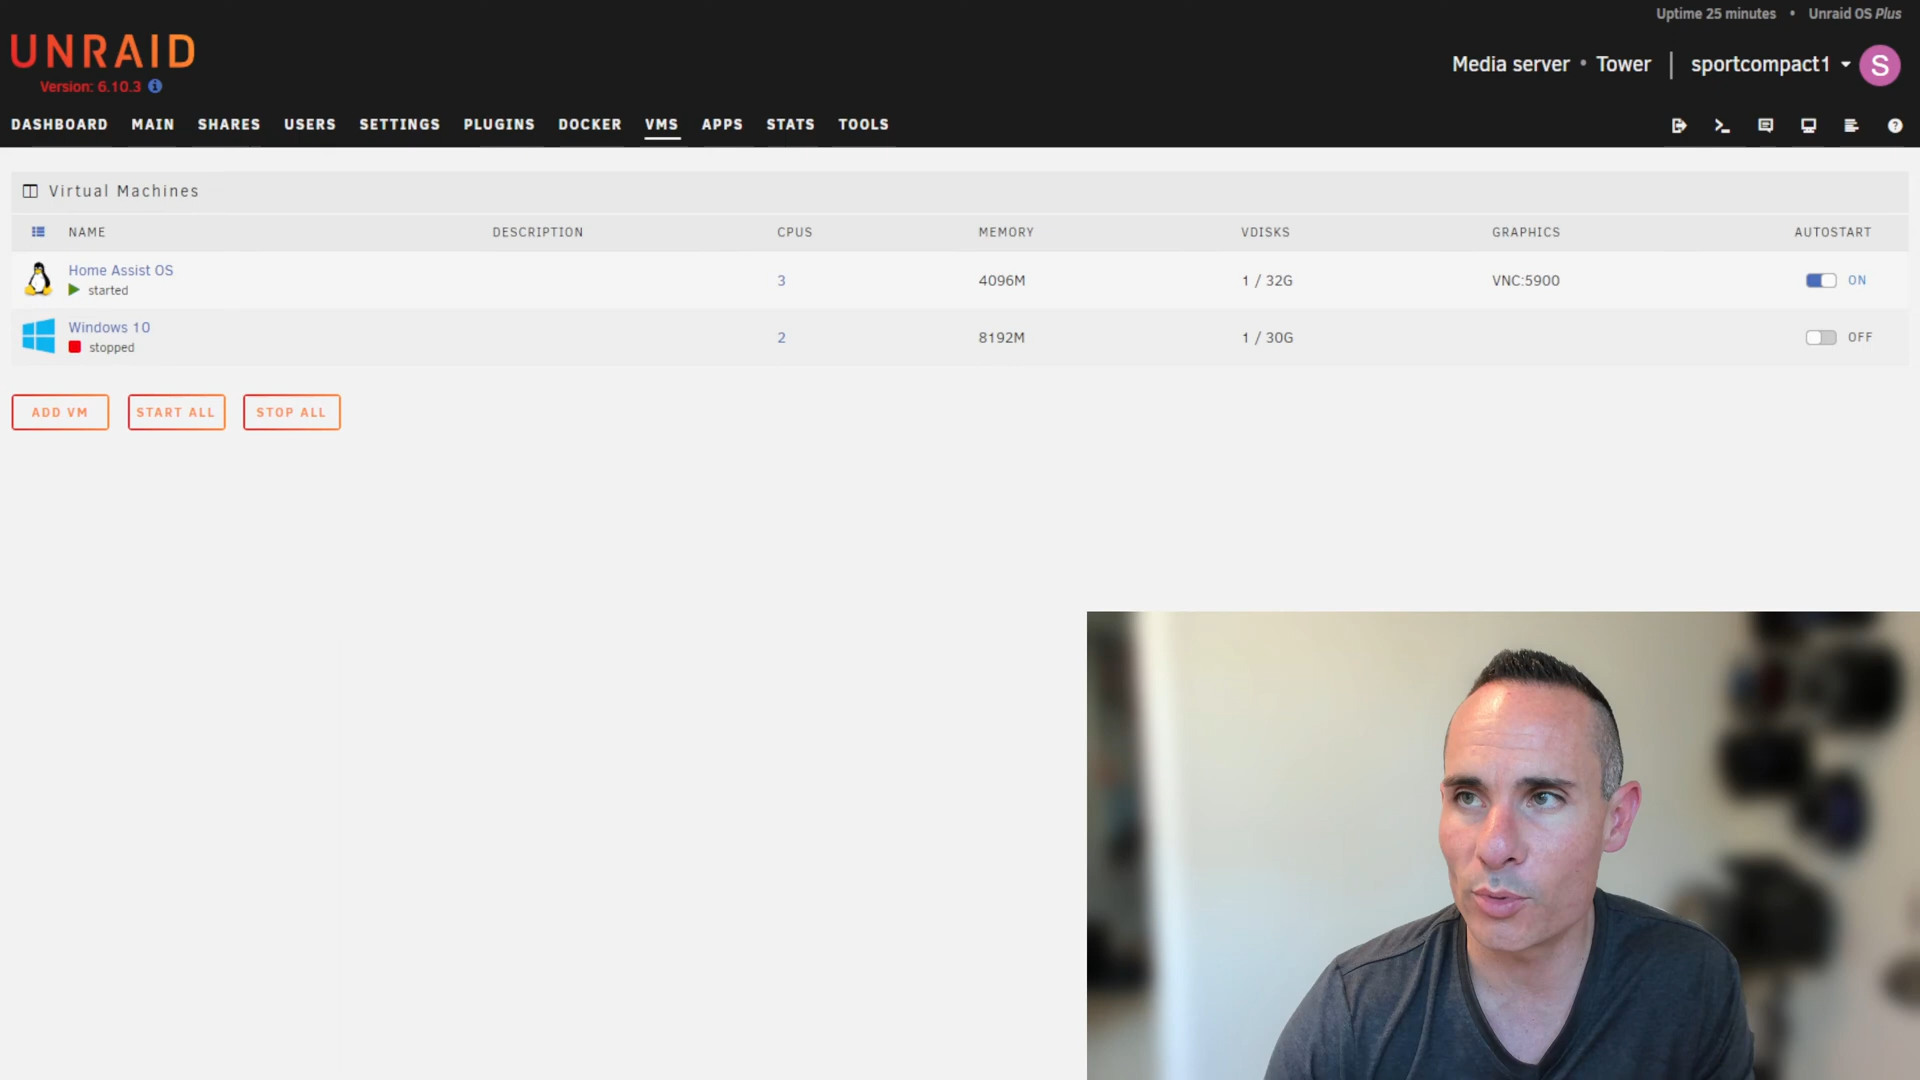 Uptime 25 minutes • Unraid OS Plus
UNRAID
Version: 6.10.3
Media server • Tower | sportcompact1 S
DASHBOARD MAIN SHARES USERS SETTINGS PLUGINS DOCKER VMS APPS STATS TOOLS
Virtual Machines
NAME DESCRIPTION CPUS MEMORY VDISKS GRAPHICS AUTOSTART
Home Assist OS
started
3 4096M 1 / 32G VNC:5900 ON
Windows 10
stopped
2 8192M 1 / 30G OFF
ADD VM START ALL STOP ALL